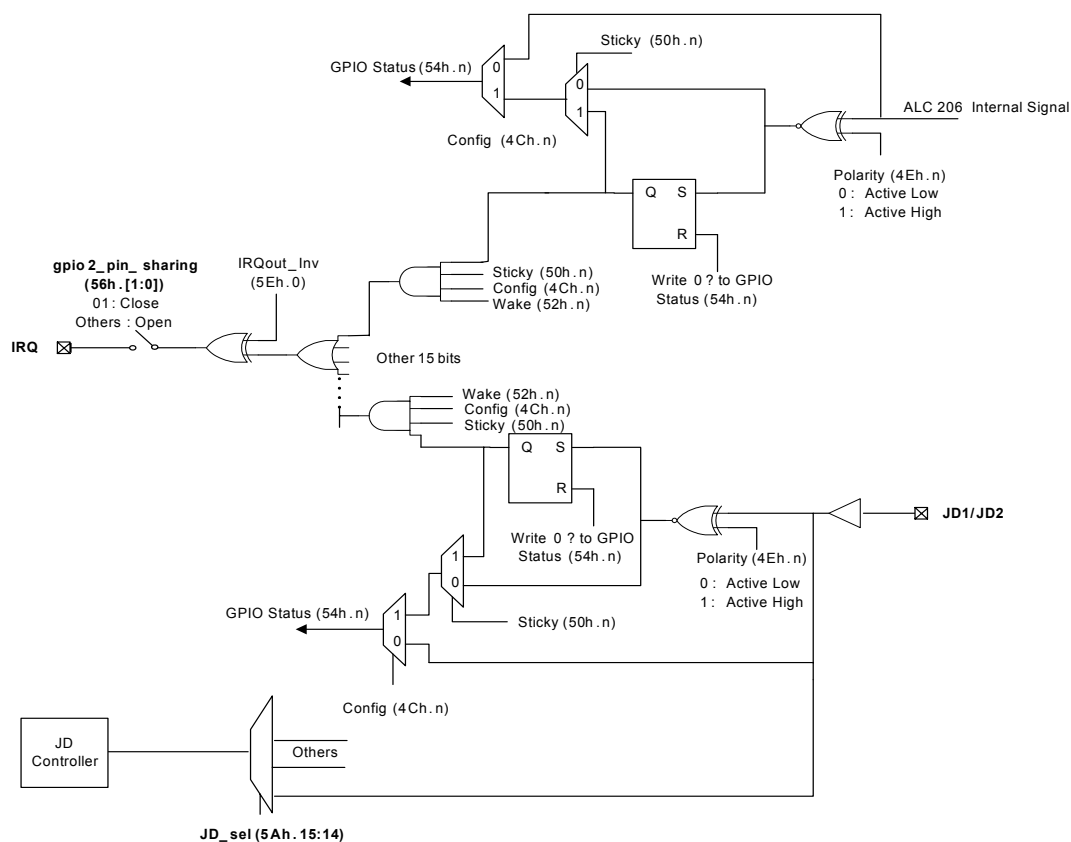 Sticky (50h.n)
0
GPIO Status (54h.n)
1
0
1
ALC 206 Internal Signal
Config (4Ch.n)
Polarity (4Eh.n)
0 : Active Low
1 : Active High
Q S
R
Write 0 ? to GPIO
Status (54h.n)
gpio 2_pin_ sharing
(56h.[1:0])
01 : Close
Others : Open
IRQout_Inv
(5Eh.0)
Sticky (50h.n)
Config (4Ch.n)
Wake (52h.n)
IRQ
Other 15 bits
Wake (52h.n)
Config (4Ch.n)
Sticky (50h.n)
Q S
R
JD1/JD2
Write 0 ? to GPIO
Status (54h.n)
Polarity (4Eh.n)
0 : Active Low
1 : Active High
1
0
GPIO Status (54h.n)
1
0
Sticky (50h.n)
Config (4Ch.n)
JD
Controller
Others
JD_sel (5Ah.15:14)